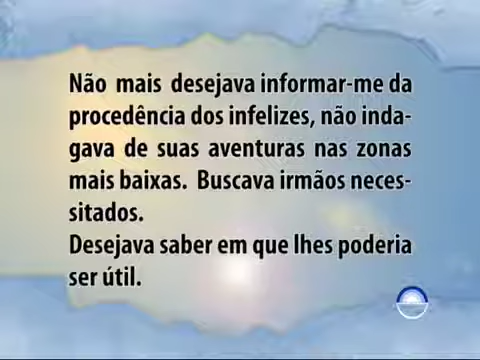 Não mais desejava informar-me da
procedência dos infelizes, não inda-
gava de suas aventuras nas zonas
mais baixas. Buscava irmãos neces-
sitados.
Desejava saber em que lhes poderia
ser útil.